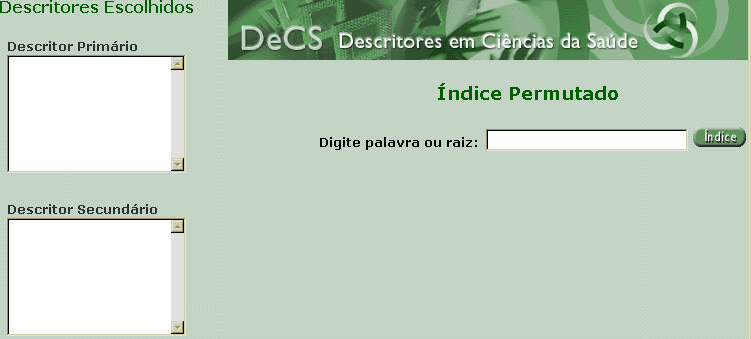 Descritores Escolhidos
Descritor Primário
Descritor Secundário
DeCS Descritores em Ciências da Saúde
Índice Permutado
Digite palavra ou raiz:
Índice